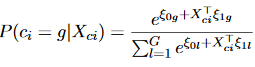 P(c_i = g|X_{ci}) = \frac{e^{\xi_{0g} + X_{ci}^{\top} \xi_{1g}}}{\sum_{l=1}^{G} e^{\xi_{0l} + X_{ci}^{\top} \xi_{1l}}}